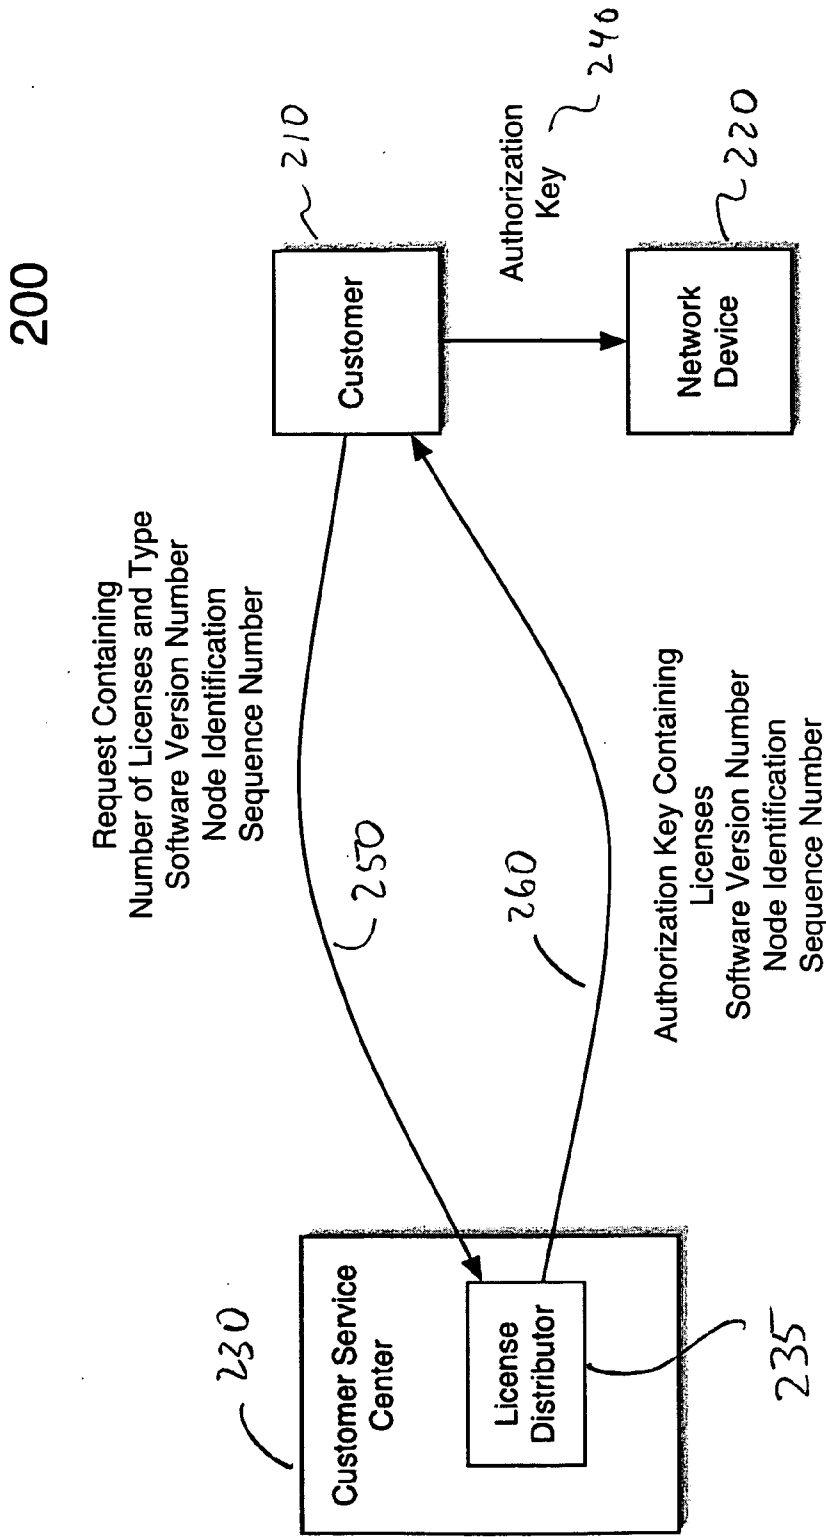 200
Request Containing
Number of Licenses and Type
Software Version Number
Node Identification
Sequence Number
230
Customer Service
Center
License
Distributor
235
250
260
Customer
210
Authorization
Key
240
Network
Device
220
Authorization Key Containing
Licenses
Software Version Number
Node Identification
Sequence Number